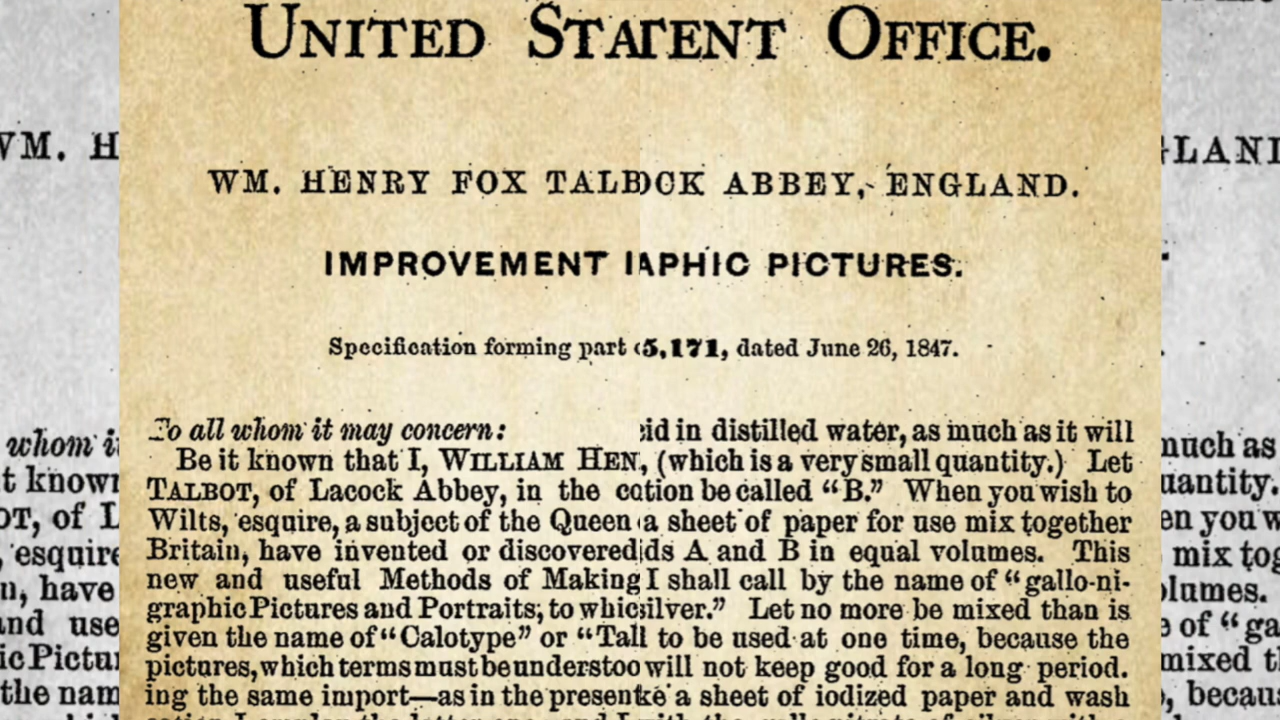 UNITED STATENT OFFICE.
WM. HENRY FOX TALBOCK ABBEY, ENGLAND.
IMPROVEMENT IAPHIC PICTURES.
Specification forming part 5,171, dated June 26, 1847.
To all whom it may concern:
Be it known that I, WILLIAM HEN
TALBOT, of Lacock Abbey, in the co
Wilts, esquire, a subject of the Queen
Britain, have invented or discovered
new and useful Methods of Making
graphic Pictures and Portraits, to whic
given the name of "Calotype" or "Tal
pictures, which terms must be understoo
ing the same import—as in the present
id in distilled water, as much as it will
, (which is a very small quantity.) Let
tion be called "B." When you wish to
a sheet of paper for use mix together
ds A and B in equal volumes. This
I shall call by the name of "gallo-ni-
silver." Let no more be mixed than is
to be used at one time, because the
will not keep good for a long period.
ke a sheet of iodized paper and wash